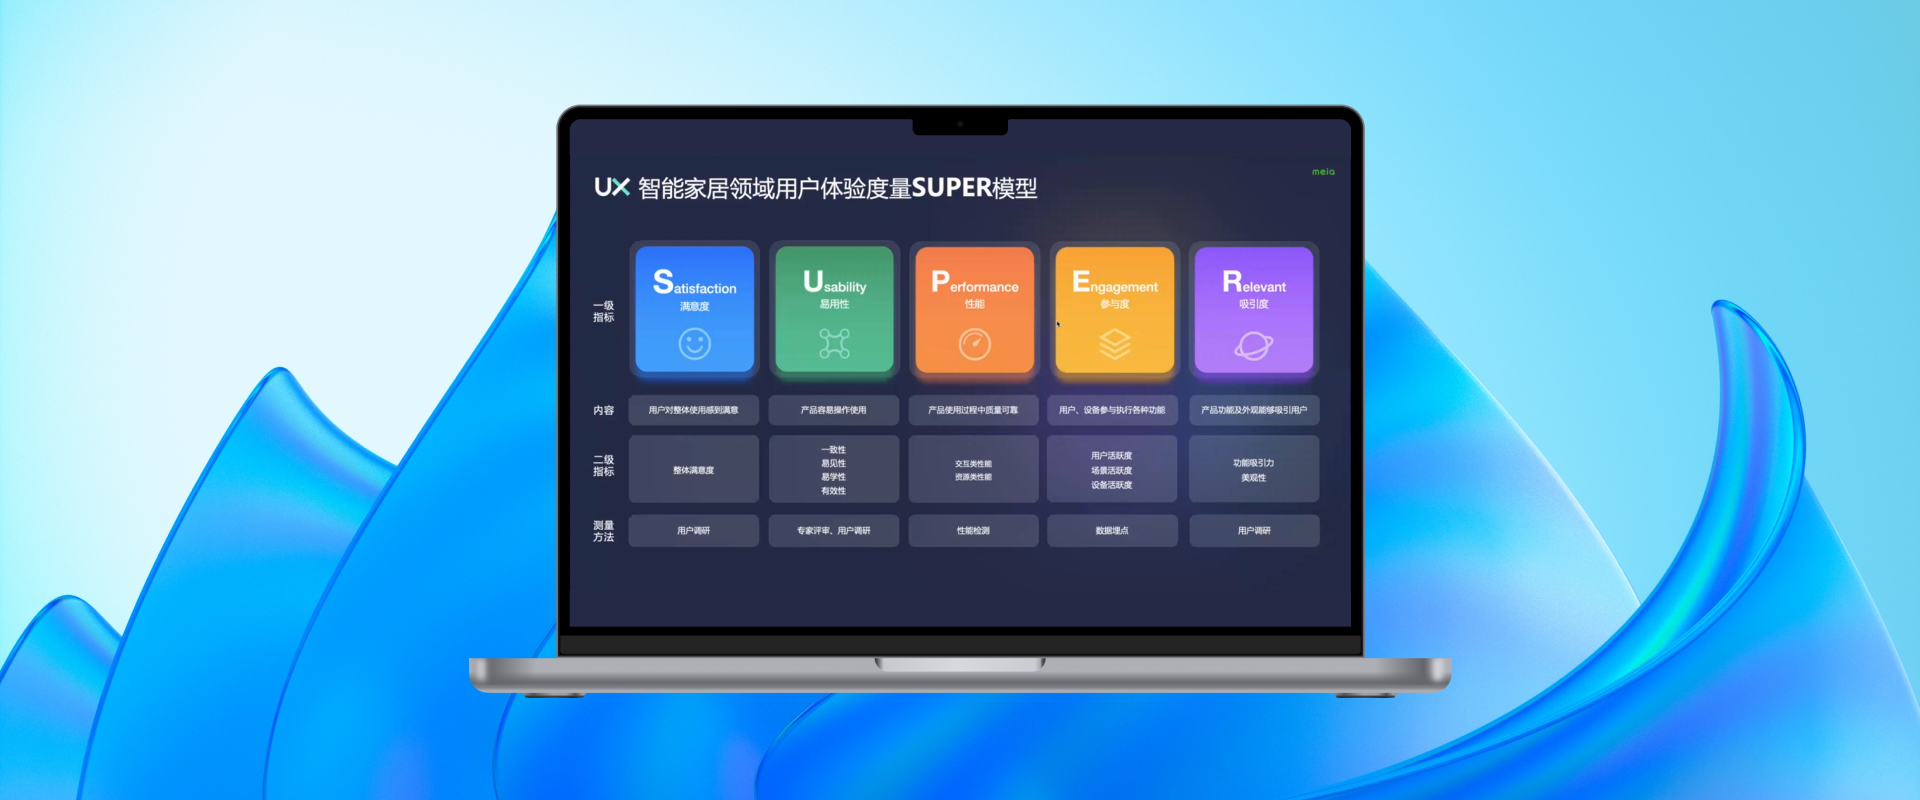 UX 智能家居领域用户体验度量SUPER模型
meia
一级
指标
Satisfaction
满意度
Usability
易用性
Performance
性能
Engagement
参与度
Relevant
吸引度
内容
用户对整体使用感到满意
产品容易操作使用
产品使用过程中质量可靠
用户、设备参与执行各种功能
产品功能及外观能够吸引用户
二级
指标
整体满意度
一致性
易见性
易学性
有效性
交互类性能
资源类性能
用户活跃度
场景活跃度
设备活跃度
功能吸引力
美观性
测量
方法
用户调研
专家评审、用户调研
性能检测
数据埋点
用户调研